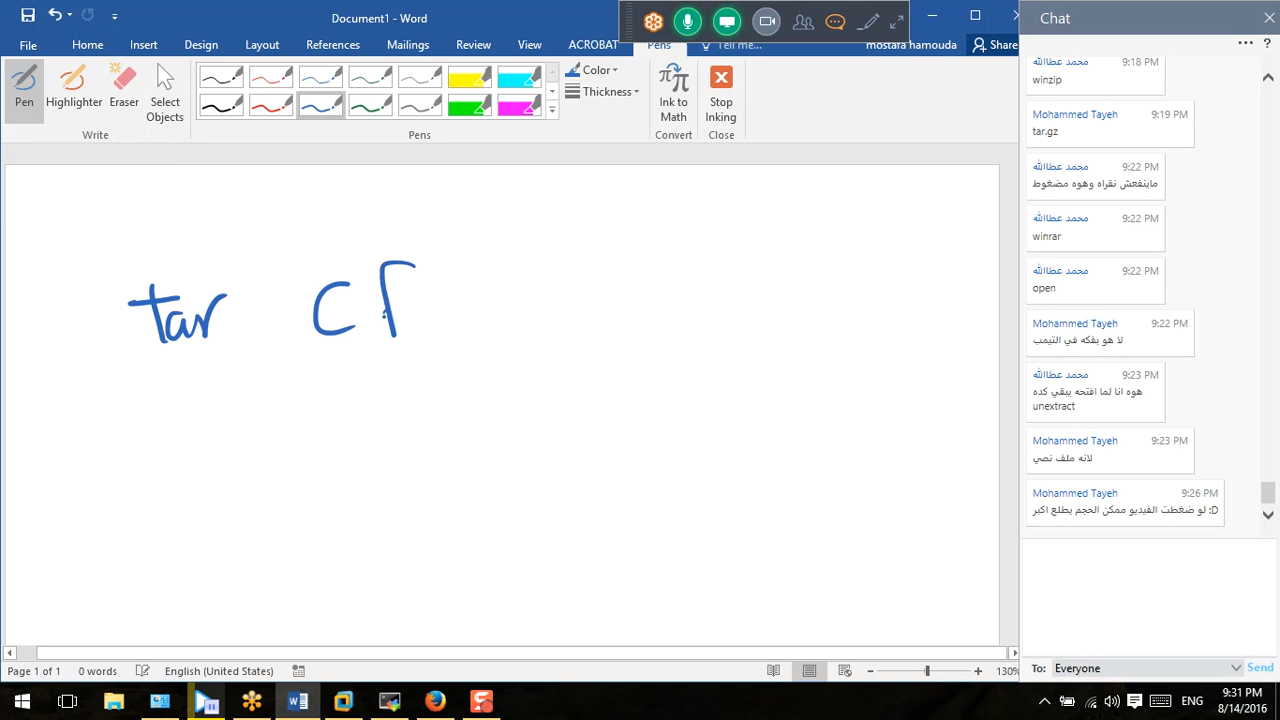 Document1 - Word
Chat
File
Home
Insert
Design
Layout
References
Mailings
Review
View
ACROBAT
Pens
Tell me...
mostafa hamouda
Share
Pen
Highlighter
Eraser
Select Objects
Color
Thickness
Ink to Math
Stop Inking
Write
Pens
Convert
Close
tar c
محمد عطاالله 9:18 PM
winzip
Mohammed Tayeh 9:19 PM
tar.gz
محمد عطاالله 9:22 PM
ماينفعش نقراه وهوه مضغوط
محمد عطاالله 9:22 PM
winrar
محمد عطاالله 9:22 PM
open
Mohammed Tayeh 9:22 PM
لا هو بفكه في التيمب
محمد عطاالله 9:23 PM
هوه انا لما افتحه يبقي كده
unextract
Mohammed Tayeh 9:23 PM
لانه ملف نصي
Mohammed Tayeh 9:26 PM
لو ضغطت الفيديو ممكن الحجم يطلع اكبر :D
To: Everyone Send
Page 1 of 1 0 words English (United States) 130%
ENG 9:31 PM
8/14/2016